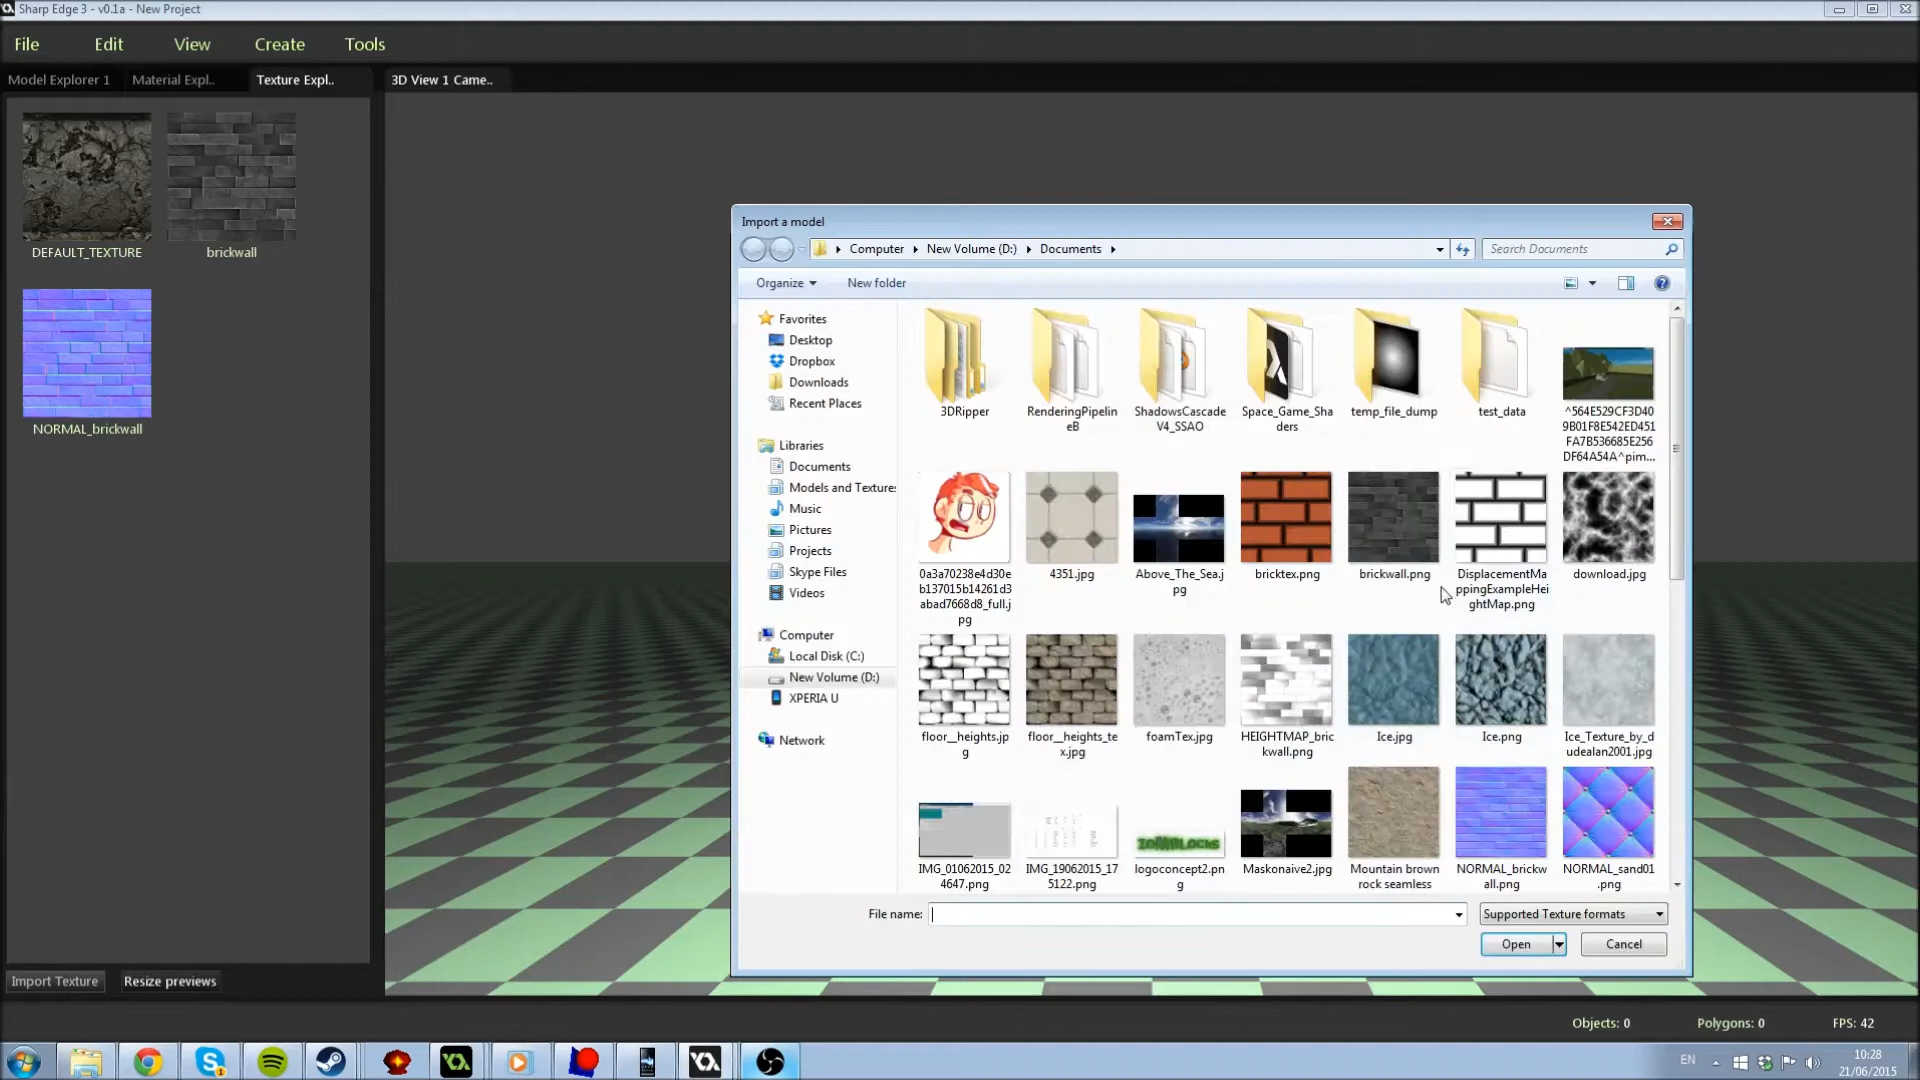 Sharp Edge 3 - v0.1a - New Project
File Edit View Create Tools
Model Explorer 1 Material Expl.. Texture Expl.. 3D View 1 Came..
DEFAULT_TEXTURE brickwall
NORMAL_brickwall
Import Texture Resize previews
Import a model
Computer New Volume (D:) Documents
Search Documents
Organize New folder
Favorites
Desktop
Dropbox
Downloads
Recent Places
Libraries
Documents
Models and Textures
Music
Pictures
Projects
Skype Files
Videos
Computer
Local Disk (C:)
New Volume (D:)
XPERIA U
Network
3DRipper
RenderingPipelin
eB
ShadowsCascade
V4_SSAO
Space_Game_Sha
ders
temp_file_dump
test_data
^564E529CF3D40
9B01F8E542ED451
FA7B536685E256
DF64A54A^pim...
0a3a70238e4d30e
b137015b14261d3
abad7668d8_full.j
pg
4351.jpg
Above_The_Sea.j
pg
bricktex.png
brickwall.png
DisplacementMa
ppingExampleHei
ghtMap.png
download.jpg
floor__heights.jp
g
floor__heights_te
x.jpg
foamTex.jpg
HEIGHTMAP_bric
kwall.png
Ice.jpg
Ice.png
Ice_Texture_by_d
udealan2001.jpg
IMG_01062015_02
4647.png
IMG_19062015_17
5122.png
logoconcept2.pn
g
Maskonaive2.jpg
Mountain brown
rock seamless
NORMAL_brickw
all.png
NORMAL_sand01
.png
File name: Supported Texture formats
Open Cancel
Objects: 0 Polygons: 0 FPS: 42
EN 10:28
21/06/2015